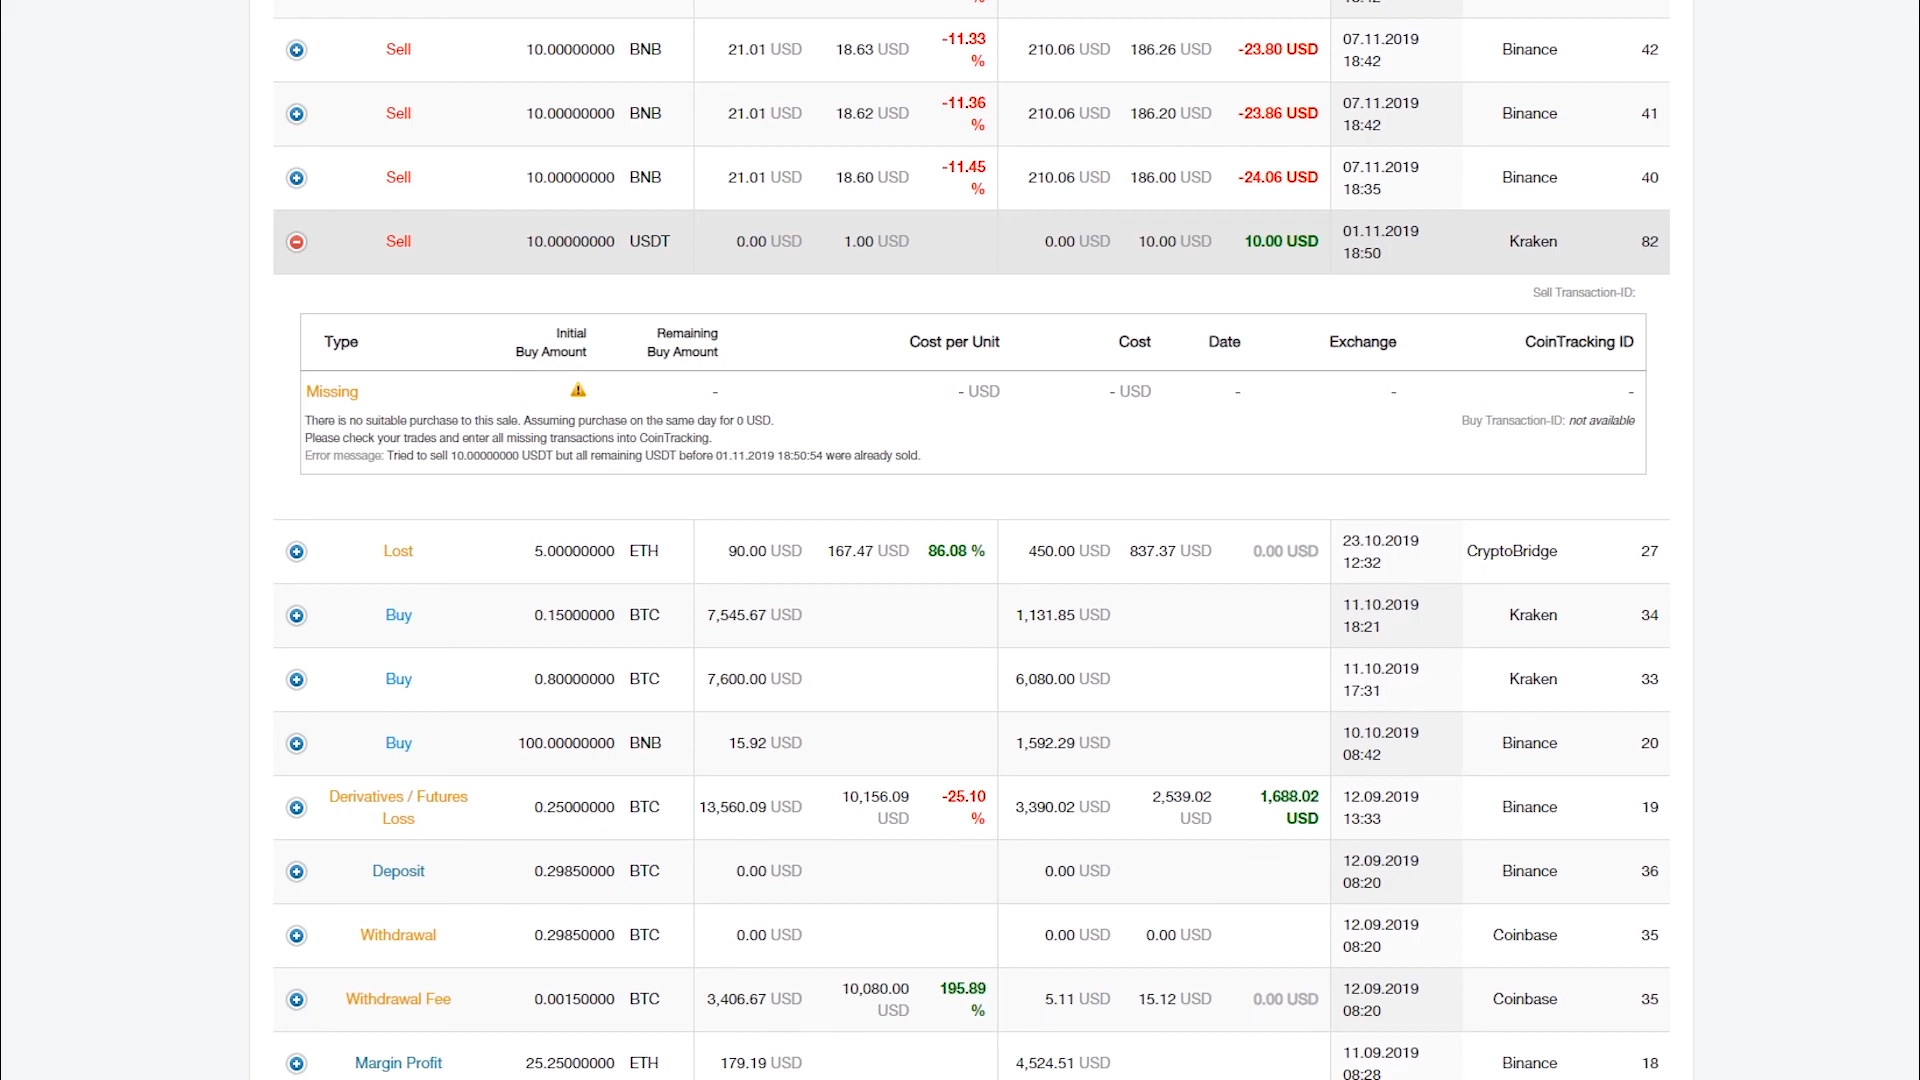 Sell 10.00000000 BNB 21.01 USD 18.63 USD -11.33 % 210.06 USD 186.26 USD -23.80 USD 07.11.2019 18:42 Binance 42
Sell 10.00000000 BNB 21.01 USD 18.62 USD -11.36 % 210.06 USD 186.20 USD -23.86 USD 07.11.2019 18:42 Binance 41
Sell 10.00000000 BNB 21.01 USD 18.60 USD -11.45 % 210.06 USD 186.00 USD -24.06 USD 07.11.2019 18:35 Binance 40
Sell 10.00000000 USDT 0.00 USD 1.00 USD 0.00 USD 10.00 USD 10.00 USD 01.11.2019 18:50 Kraken 82
Sell Transaction-ID:
Type Initial Buy Amount Remaining Buy Amount Cost per Unit Cost Date Exchange CoinTracking ID
Missing - - USD - USD - - -
There is no suitable purchase to this sale. Assuming purchase on the same day for 0 USD. Buy Transaction-ID: not available
Please check your trades and enter all missing transactions into CoinTracking.
Error message: Tried to sell 10.00000000 USDT but all remaining USDT before 01.11.2019 18:50:54 were already sold.
Lost 5.00000000 ETH 90.00 USD 167.47 USD 86.08 % 450.00 USD 837.37 USD 0.00 USD 23.10.2019 12:32 CryptoBridge 27
Buy 0.15000000 BTC 7,545.67 USD 1,131.85 USD 11.10.2019 18:21 Kraken 34
Buy 0.80000000 BTC 7,600.00 USD 6,080.00 USD 11.10.2019 17:31 Kraken 33
Buy 100.00000000 BNB 15.92 USD 1,592.29 USD 10.10.2019 08:42 Binance 20
Derivatives / Futures Loss 0.25000000 BTC 13,560.09 USD 10,156.09 USD -25.10 % 3,390.02 USD 2,539.02 USD 1,688.02 USD 12.09.2019 13:33 Binance 19
Deposit 0.29850000 BTC 0.00 USD 0.00 USD 12.09.2019 08:20 Binance 36
Withdrawal 0.29850000 BTC 0.00 USD 0.00 USD 0.00 USD 12.09.2019 08:20 Coinbase 35
Withdrawal Fee 0.00150000 BTC 3,406.67 USD 10,080.00 USD 195.89 % 5.11 USD 15.12 USD 0.00 USD 12.09.2019 08:20 Coinbase 35
Margin Profit 25.25000000 ETH 179.19 USD 4,524.51 USD 11.09.2019 08:28 Binance 18